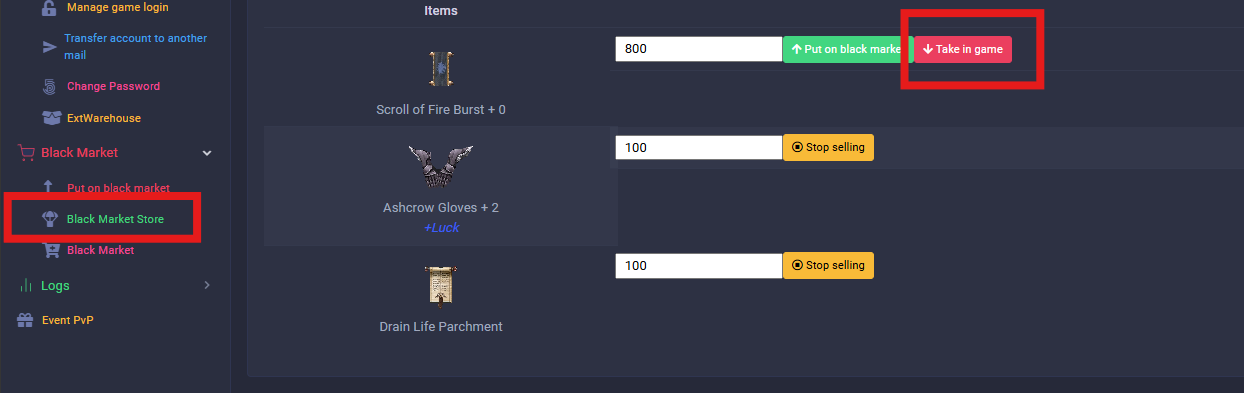 Manage game login
Transfer account to another
mail
Change Password
ExtWarehouse
Black Market
Put on black market
Black Market Store
Black Market
Logs
Event PvP
Items
800
Put on black marke
Take in game
Scroll of Fire Burst + 0
100
Stop selling
Ashcrow Gloves + 2
+Luck
100
Stop selling
Drain Life Parchment